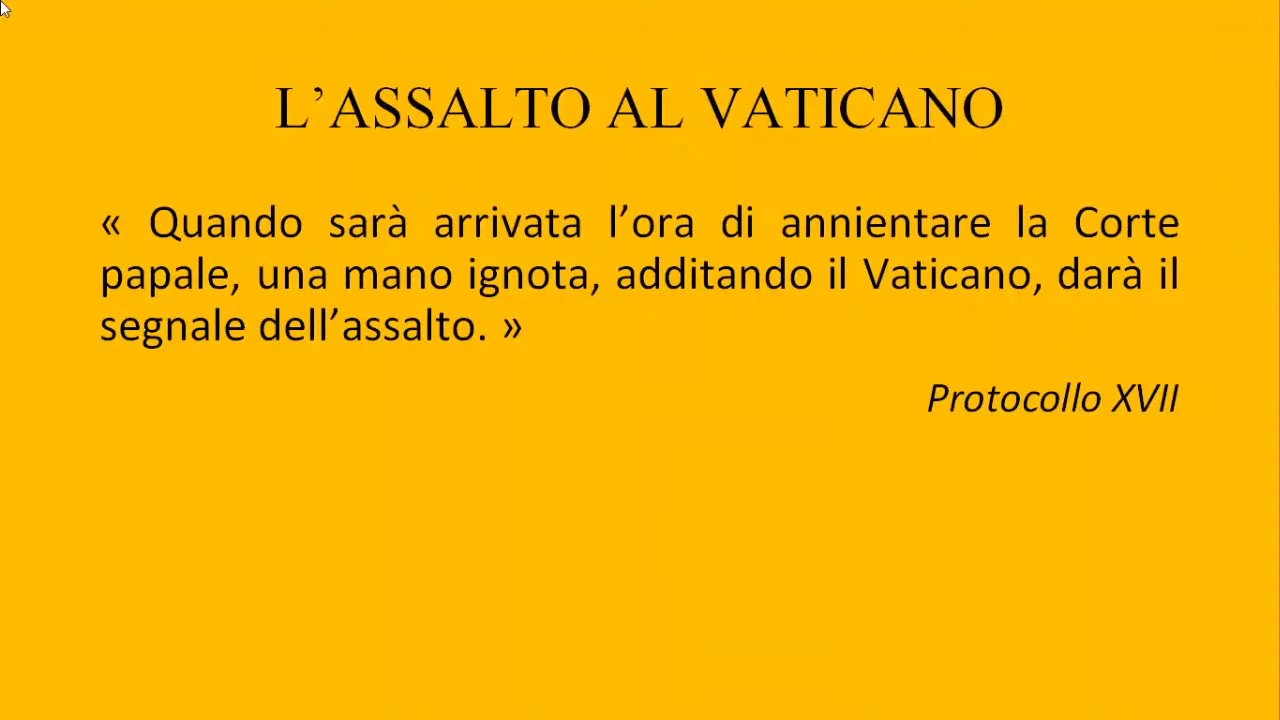 L’ASSALTO AL VATICANO
« Quando sarà arrivata l’ora di annientare la Corte
papale, una mano ignota, additando il Vaticano, darà il
segnale dell’assalto. »
Protocollo XVII